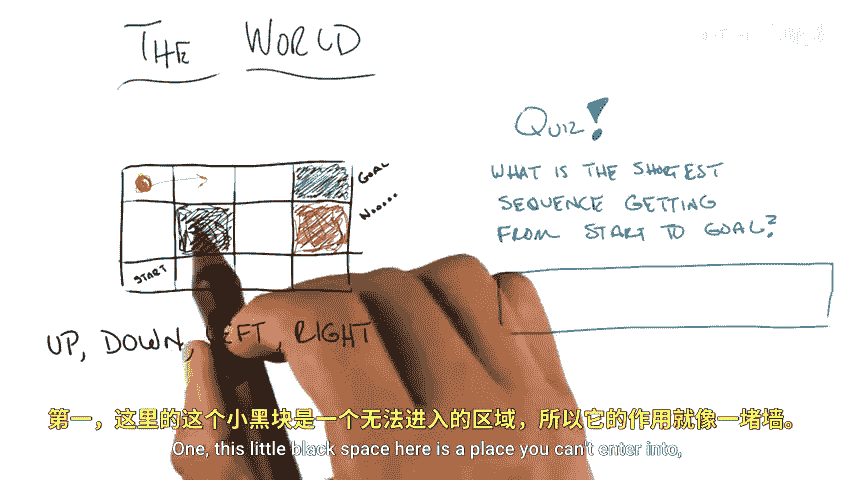 THE WORLD
QUIZ!
WHAT IS THE SHORTEST
SEQUENCE GETTING
FROM START TO GOAL?
GOAL
NOOOO...
START
UP, DOWN, LEFT, RIGHT
第一，这里的这个小黑块是一个无法进入的区域，所以它的作用就像一堵墙。
One, this little black space here is a place you can't enter into,